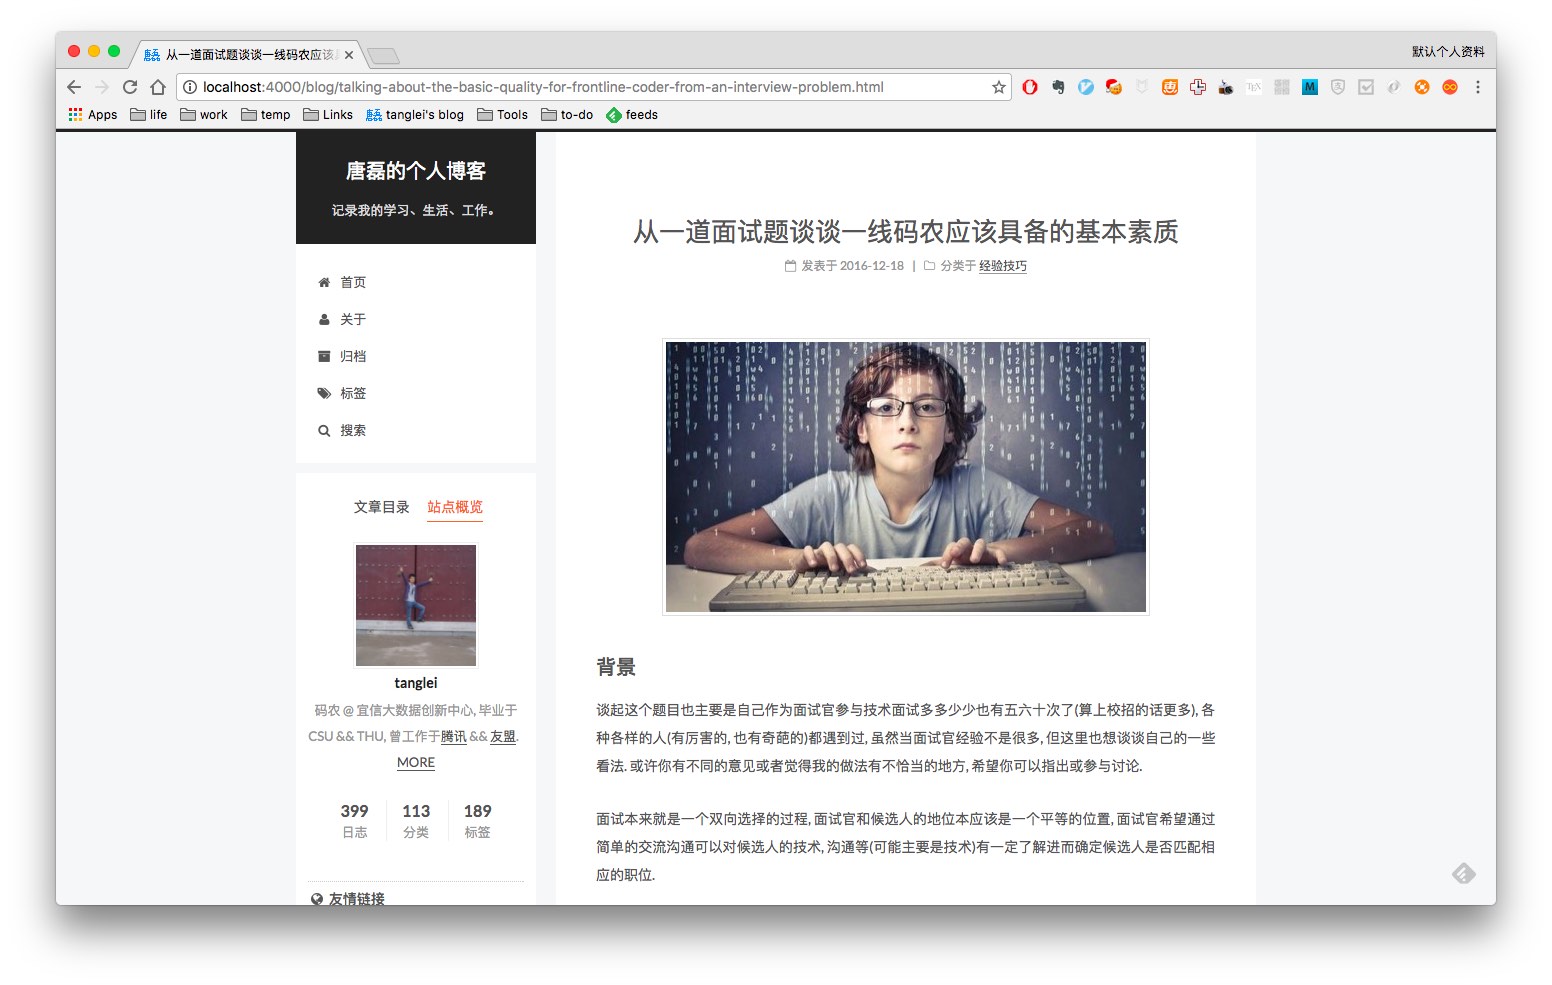 从一道面试题谈谈一线码农应该
默认个人资料
localhost:4000/blog/talking-about-the-basic-quality-for-frontline-coder-from-an-interview-problem.html
Apps life work temp Links tanglei's blog Tools to-do feeds
唐磊的个人博客
记录我的学习、生活、工作。
首页
关于
归档
标签
搜索
文章目录 站点概览
tanglei
码农 @ 宜信大数据创新中心, 毕业于
CSU && THU, 曾工作于腾讯 && 友盟.
MORE
399 113 189
日志 分类 标签
友情链接
从一道面试题谈谈一线码农应该具备的基本素质
发表于 2016-12-18 | 分类于 经验技巧
背景
谈起这个题目也主要是自己作为面试官参与技术面试多多少少也有五六十次了(算上校招的话更多), 各
种各样的人(有厉害的, 也有奇葩的)都遇到过, 虽然当面试官经验不是很多, 但这里也想谈谈自己的一些
看法. 或许你有不同的意见或者觉得我的做法有不恰当的地方, 希望你可以指出或参与讨论.
面试本来就是一个双向选择的过程, 面试官和候选人的地位本应该是一个平等的位置, 面试官希望通过
简单的交流沟通可以对候选人的技术, 沟通等(可能主要是技术)有一定了解进而确定候选人是否匹配相
应的职位.